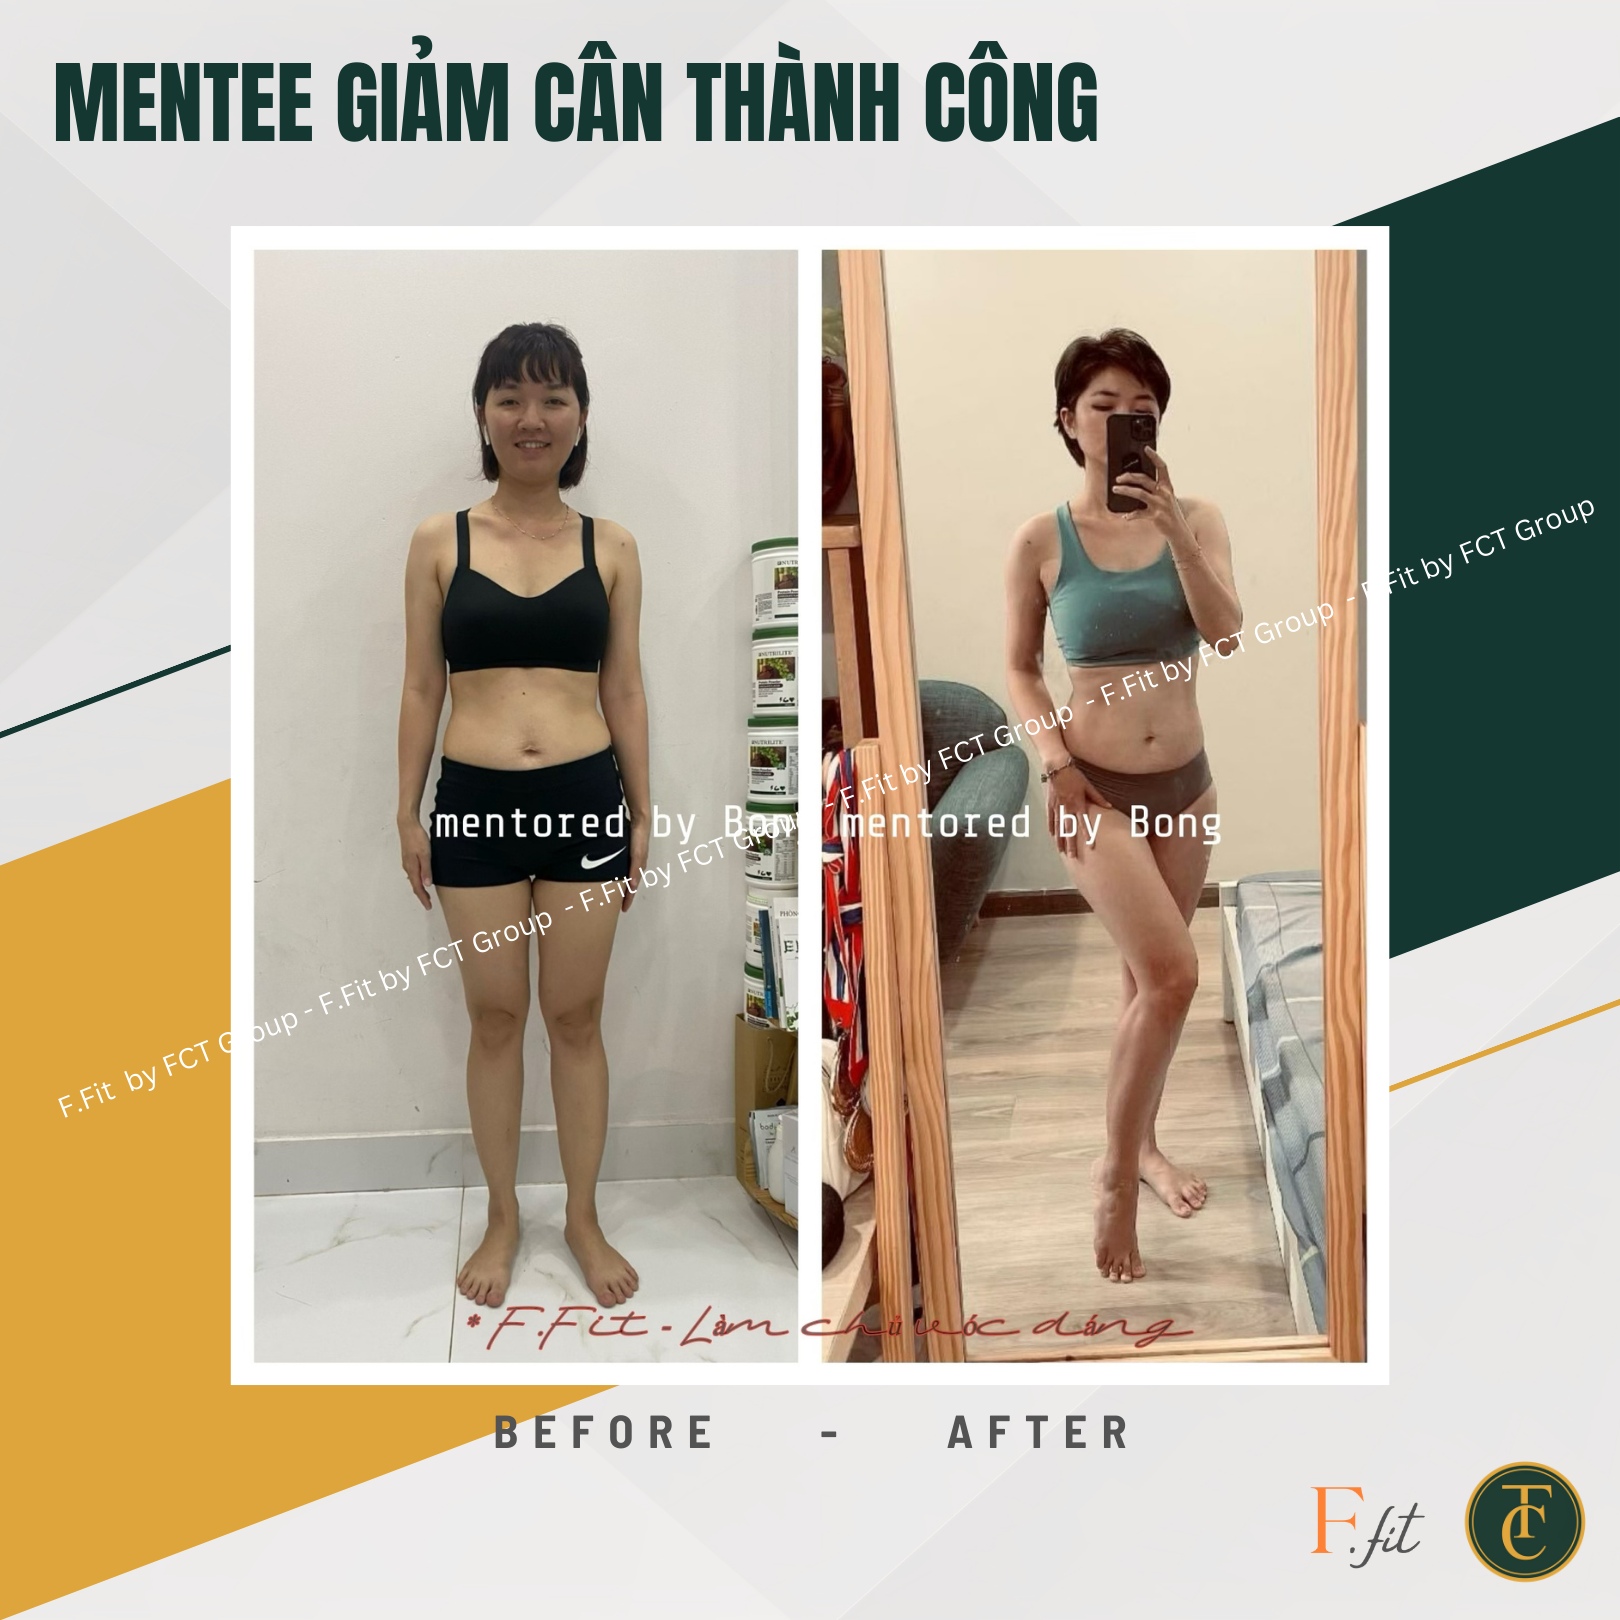 MENTEE GIẢM CÂN THÀNH CÔNG
NUTRILITE
mentored by Bong
mentored by Bong
F.Fit by FCT Group - F.Fit by FCT Group - F.Fit by FCT Group - F.Fit by FCT Group - F.Fit by FCT Group - F.Fit by FCT Group
*F.Fit - Làm chủ vóc dáng
BEFORE - AFTER
F.fit
TFC